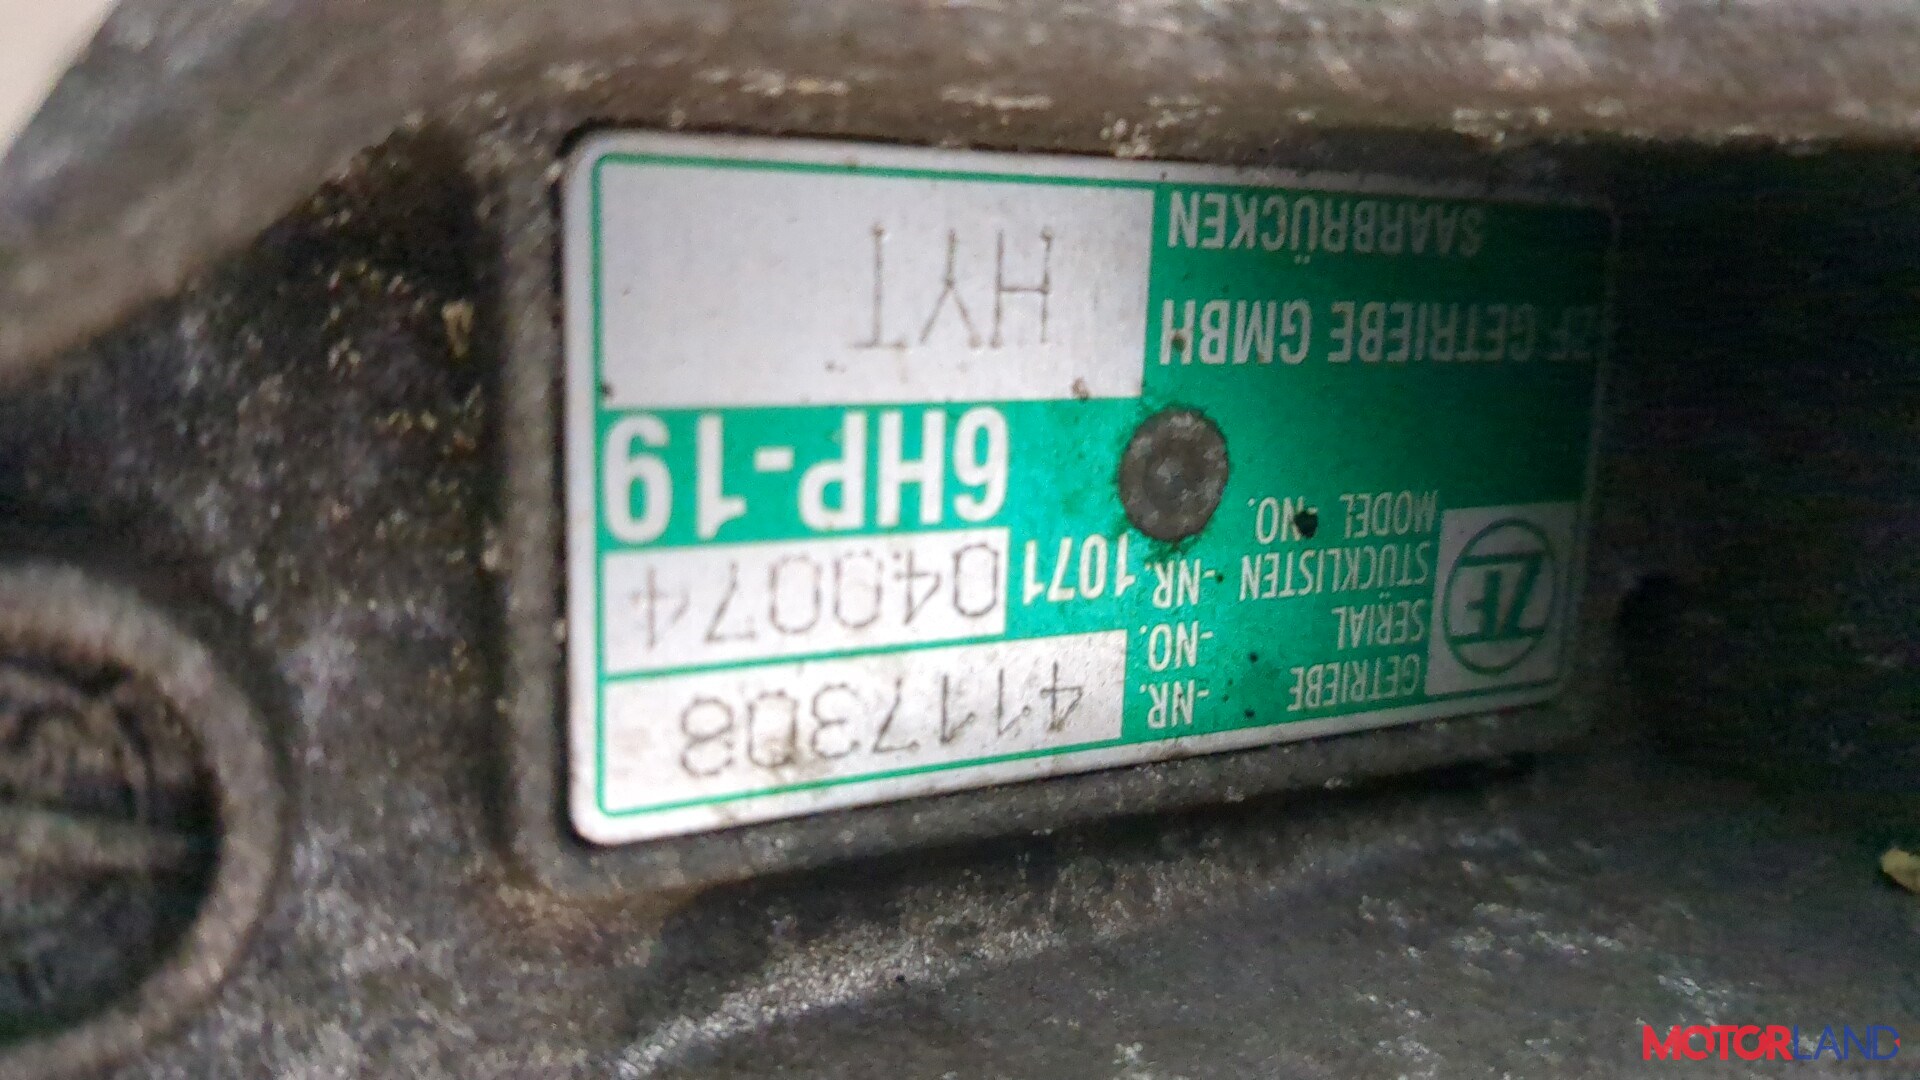 ZF
GETRIEBE -NR. 4117308
SERIAL -NO.
STÜCKLISTEN -NR. 1071 040074
MODEL -NO.
6HP-19
ZF GETRIEBE GMBH
SAARBRÜCKEN
HYT
MOTORLAND